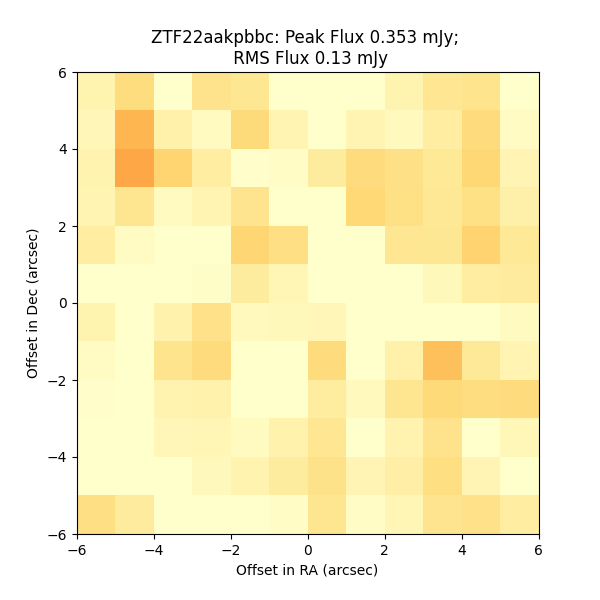 ZTF22aakpbbc: Peak Flux 0.353 mJy;
RMS Flux 0.13 mJy
6
4
2
0
−2
−4
−6
Offset in Dec (arcsec)
−6 −4 −2 0 2 4 6
Offset in RA (arcsec)